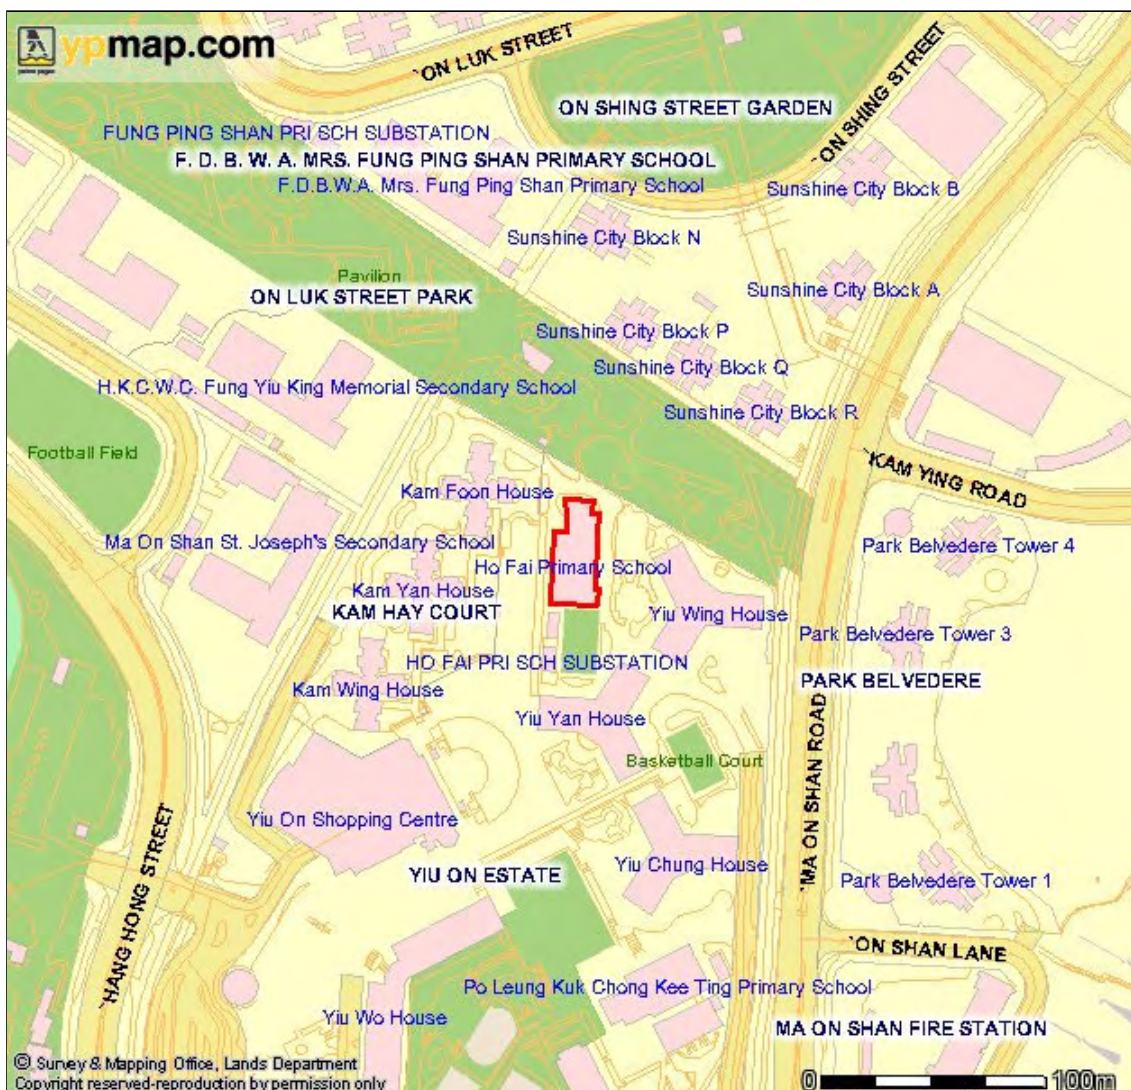 ypmap.com
yellow pages
ON LUK STREET
ON SHING STREET GARDEN
ON SHING STREET
FUNG PING SHAN PRI SCH SUBSTATION
F. D. B. W. A. MRS. FUNG PING SHAN PRIMARY SCHOOL
F.D.B.W.A. Mrs. Fung Ping Shan Primary School
Sunshine City Block B
Sunshine City Block N
Pavilion
Sunshine City Block A
ON LUK STREET PARK
Sunshine City Block P
Sunshine City Block Q
H.K.C.W.C. Fung Yiu King Memorial Secondary School
Sunshine City Block R
Football Field
KAM YING ROAD
Kam Foon House
Ma On Shan St. Joseph's Secondary School
Park Belvedere Tower 4
Ho Fai Primary School
Kam Yan House
KAM HAY COURT
Yiu Wing House
Park Belvedere Tower 3
HO FAI PRI SCH SUBSTATION
PARK BELVEDERE
Kam Wing House
Yiu Yan House
MA ON SHAN ROAD
Basketball Court
Yiu On Shopping Centre
HANG HONG STREET
YIU ON ESTATE
Yiu Chung House
Park Belvedere Tower 1
ON SHAN LANE
Po Leung Kuk Chong Kee Ting Primary School
Yiu Wo House
MA ON SHAN FIRE STATION
© Survey & Mapping Office, Lands Department
Copyright reserved-reproduction by permission only
0 100m